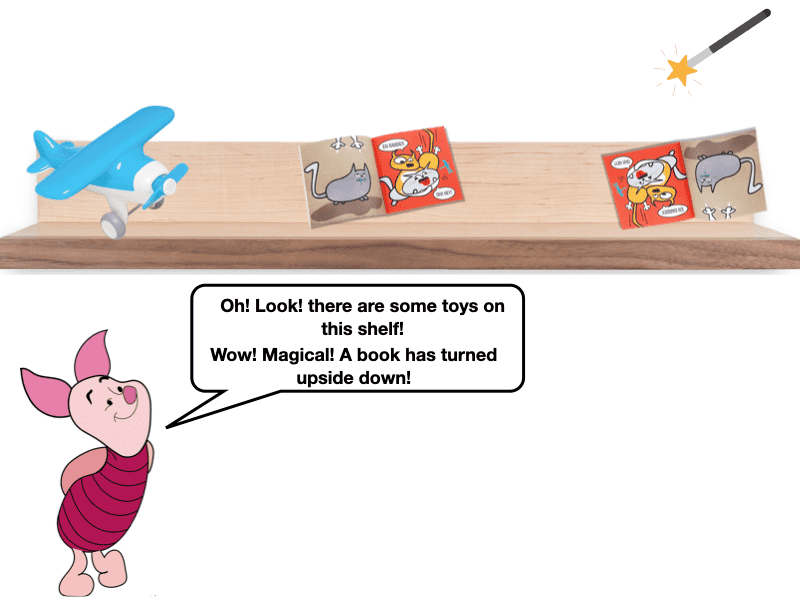 Oh! Look! there are some toys on
this shelf!
Wow! Magical! A book has turned
upside down!